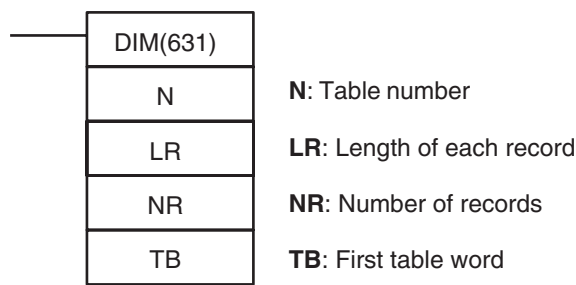 DIM(631)
N
N: Table number
LR
LR: Length of each record
NR
NR: Number of records
TB
TB: First table word